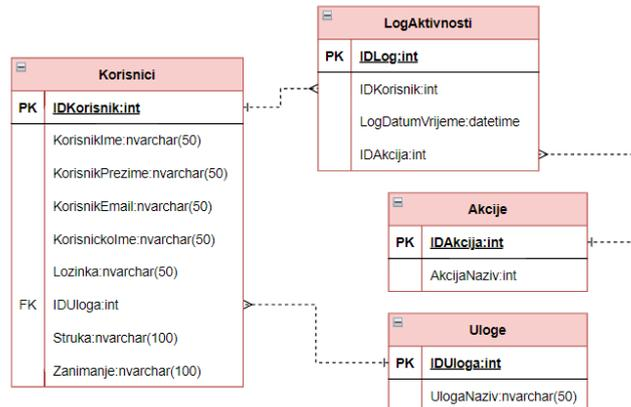 LogAktivnosti
PK IDLog:int
IDKorisnik:int
LogDatumVrijeme:datetime
IDAkcija:int
Korisnici
PK IDKorisnik:int
KorisnikIme:nvarchar(50)
KorisnikPrezime:nvarchar(50)
KorisnikEmail:nvarchar(50)
KorisnickoIme:nvarchar(50)
Lozinka:nvarchar(50)
FK IDUloga:int
Struka:nvarchar(100)
Zanimanje:nvarchar(100)
Akcije
PK IDAkcija:int
AkcijaNaziv:int
Uloge
PK IDUloga:int
UlogaNaziv:nvarchar(50)